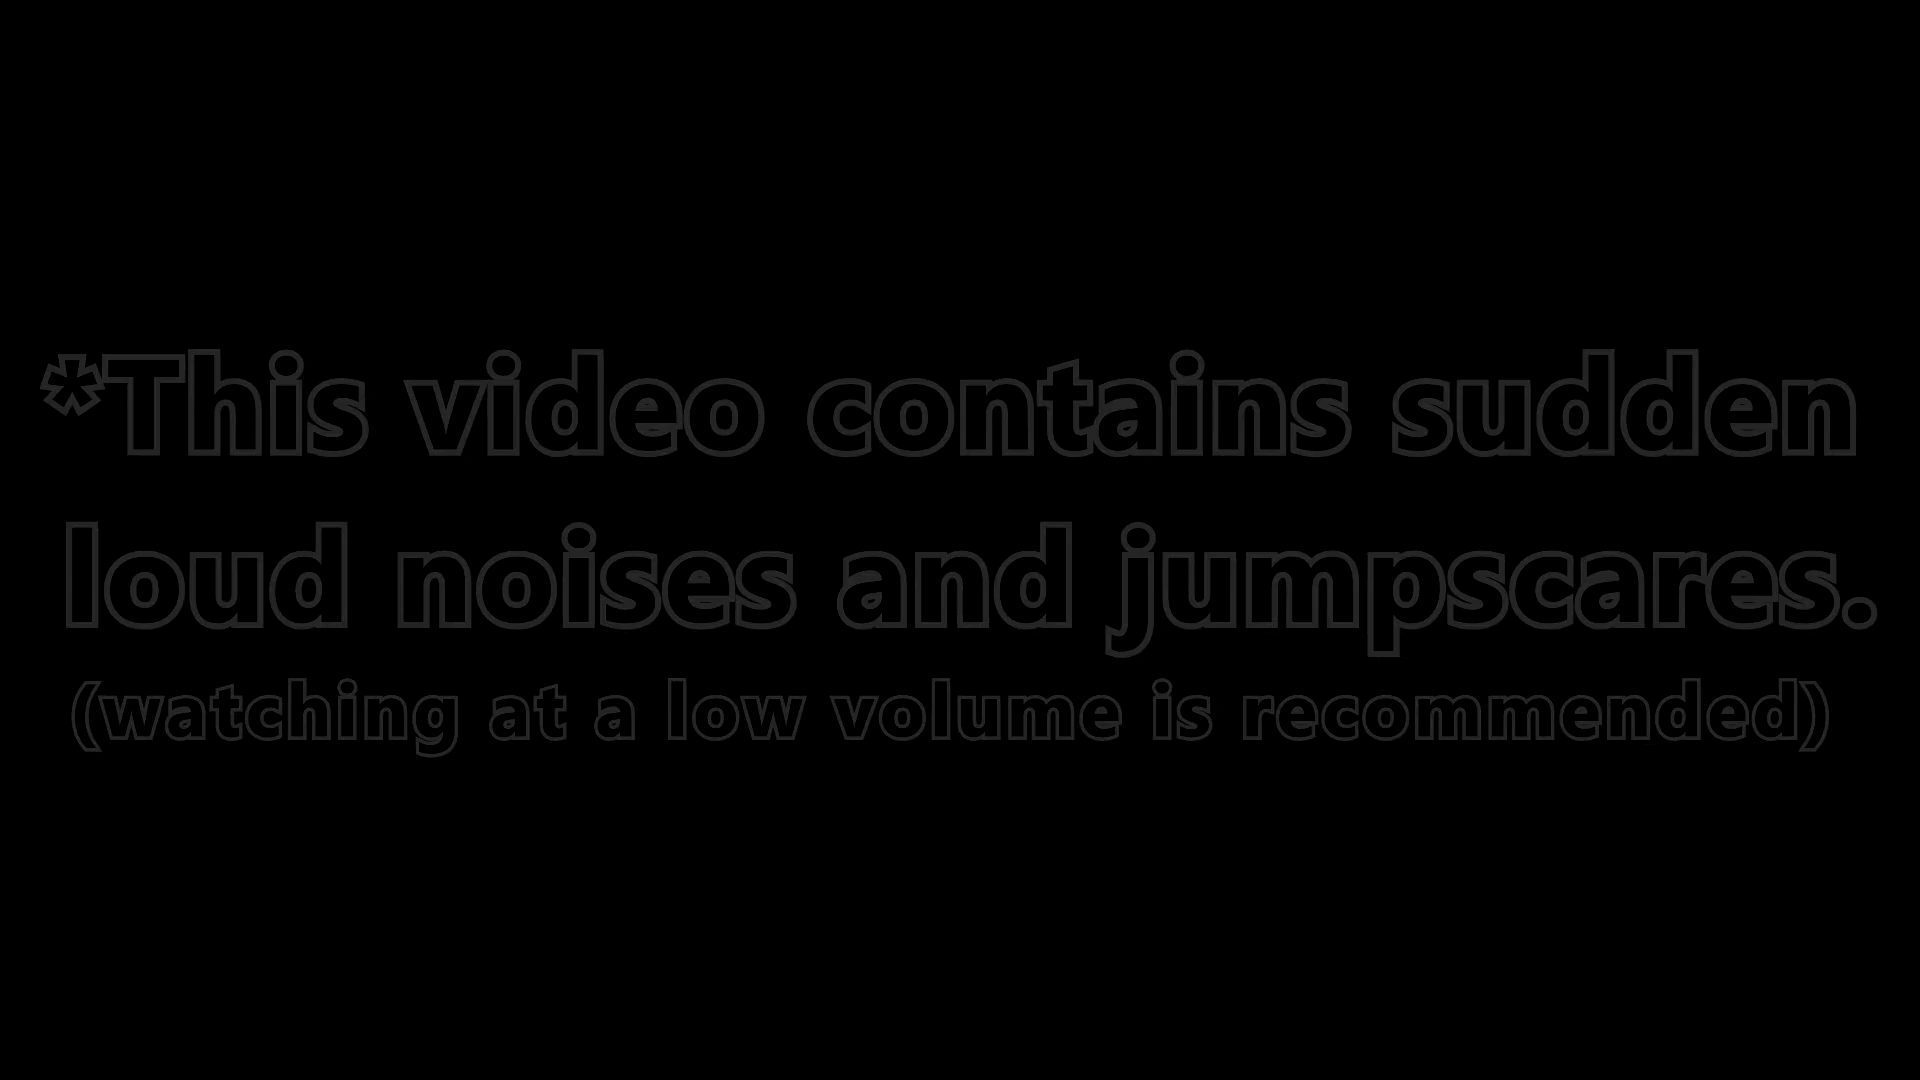 *This video contains sudden
loud noises and jumpscares.
(watching at a low volume is recommended)